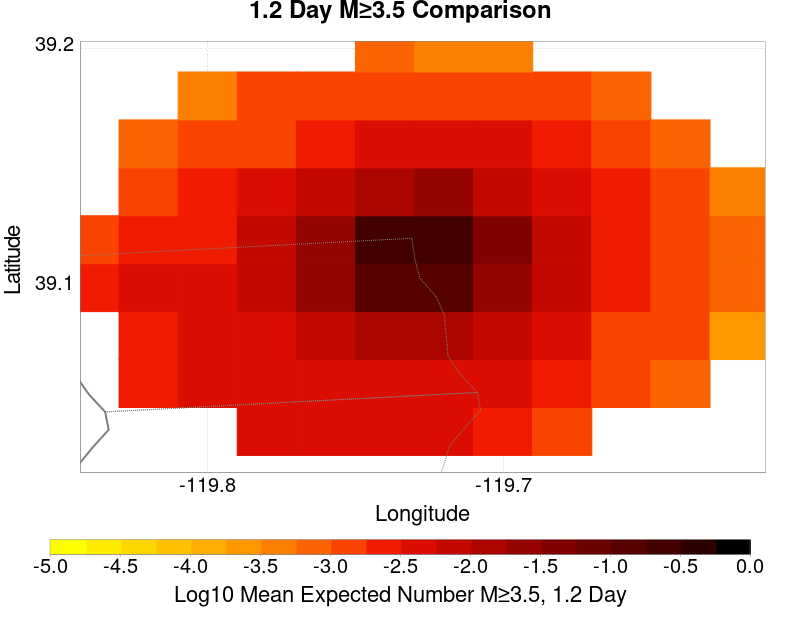 1.2 Day M≥3.5 Comparison
39.2
Latitude
39.1
-119.8 -119.7
Longitude
-5.0 -4.5 -4.0 -3.5 -3.0 -2.5 -2.0 -1.5 -1.0 -0.5 0.0
Log10 Mean Expected Number M≥3.5, 1.2 Day